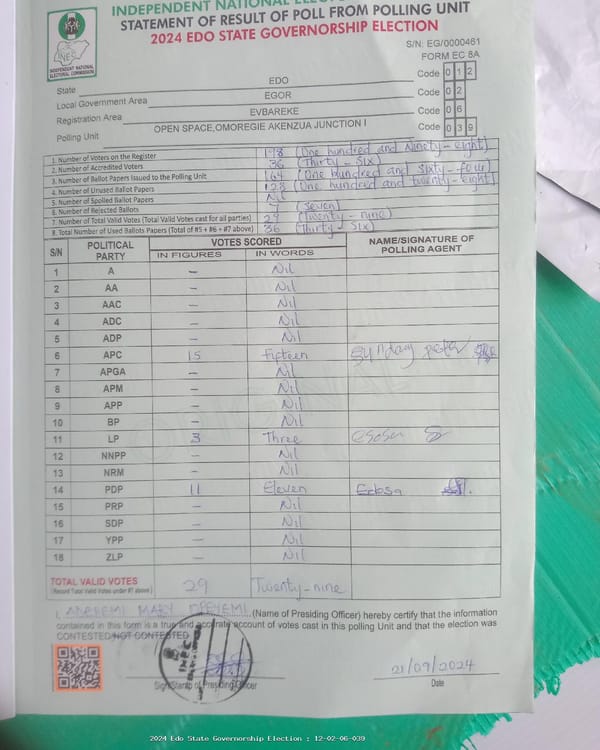 INDEPENDENT NATIONAL
STATEMENT OF RESULT OF POLL FROM POLLING UNIT
2024 EDO STATE GOVERNORSHIP ELECTION
INEC
INDEPENDENT NATIONAL
ELECTORAL COMMISSION
S/N: EG/0000461
FORM EC 8A
State EDO Code 0 1 2
Local Government Area EGOR Code 0 2
Registration Area EVBAREKE Code 0 6
Polling Unit OPEN SPACE,OMOREGIE AKENZUA JUNCTION I Code 0 3 9
1. Number of Voters on the Register 198 (One hundred and Ninety-eight)
2. Number of Accredited Voters 36 (Thirty-Six)
3. Number of Ballot Papers Issued to the Polling Unit 164 (One hundred and Sixty-four)
4. Number of Unused Ballot Papers 128 (One hundred and twenty-eight)
5. Number of Spoiled Ballot Papers Nil
6. Number of Rejected Ballots 7 (Seven)
7. Number of Total Valid Votes (Total Valid Votes cast for all parties) 29 (Twenty-nine)
8. Total Number of Used Ballots Papers (Total of #5 + #6 + #7 above) 36 (Thirty-Six)
S/N POLITICAL PARTY VOTES SCORED NAME/SIGNATURE OF POLLING AGENT
IN FIGURES IN WORDS
1 A – Nil
2 AA – Nil
3 AAC – Nil
4 ADC – Nil
5 ADP – Nil
6 APC 15 Fifteen Sunday peter
7 APGA – Nil
8 APM – Nil
9 APP – Nil
10 BP – Nil
11 LP 3 Three Esosa
12 NNPP – Nil
13 NRM – Nil
14 PDP 11 Eleven Edosa
15 PRP – Nil
16 SDP – Nil
17 YPP – Nil
18 ZLP – Nil
TOTAL VALID VOTES 29 Twenty-nine
(Record Total Valid Votes under #7 above)
I, MARY (Name of Presiding Officer) hereby certify that the information
contained in this form is a true and accurate account of votes cast in this polling Unit and that the election was
CONTESTED/NOT CONTESTED
INEC
21/09/2024
Sign/Stamp of Presiding Officer Date
2024 Edo State Governorship Election : 12-02-06-039